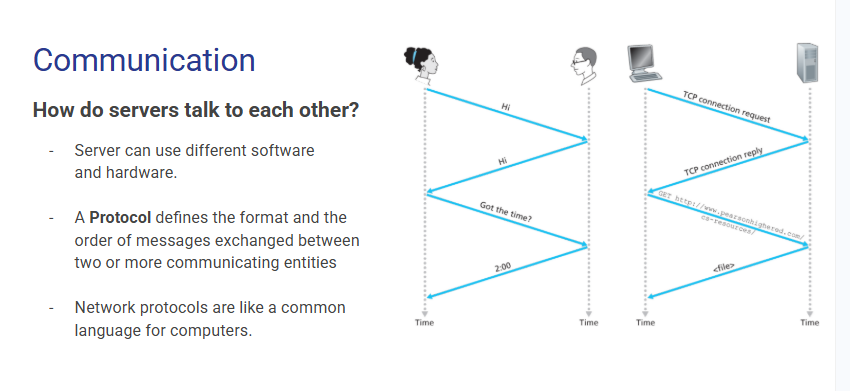 Communication
How do servers talk to each other?
- Server can use different software
and hardware.
- A Protocol defines the format and the
order of messages exchanged between
two or more communicating entities
- Network protocols are like a common
language for computers.
Hi
Hi
Got the time?
2:00
Time
Time
TCP connection request
TCP connection reply
GET http://www.pearsonhighered.com/
cs-resources/
<file>
Time
Time